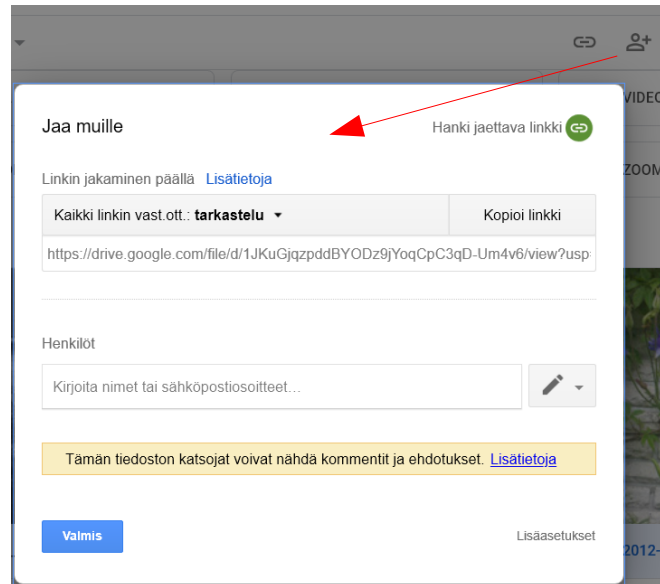 Jaa muille
Hanki jaettava linkki
VIDEO
Linkin jakaminen päällä Lisätietoja
ZOOM
Kaikki linkin vast.ott.: tarkastelu
Kopioi linkki
https://drive.google.com/file/d/1JKuGjqzpddBYODz9jYoqCpC3qD-Um4v6/view?usp=
Henkilöt
Kirjoita nimet tai sähköpostiosoitteet…
Tämän tiedoston katsojat voivat nähdä kommentit ja ehdotukset. Lisätietoja
Valmis
Lisäasetukset
2012-